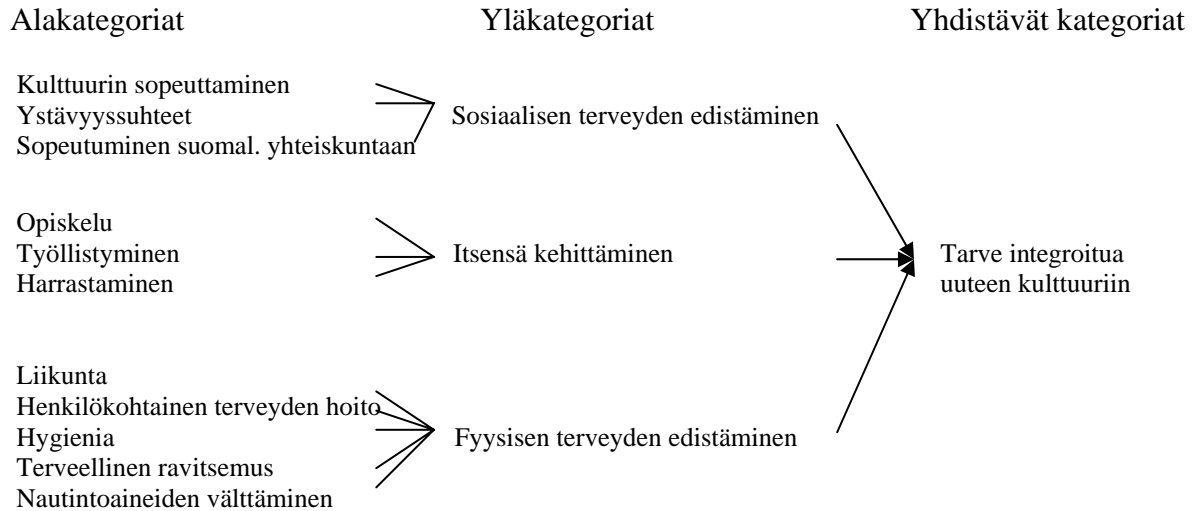 Alakategoriat Yläkategoriat Yhdistävät kategoriat
Kulttuurin sopeuttaminen
Ystävyyssuhteet
Sopeutuminen suomal. yhteiskuntaan
Sosiaalisen terveyden edistäminen
Opiskelu
Työllistyminen
Harrastaminen
Itsensä kehittäminen
Tarve integroitua
uuteen kulttuuriin
Liikunta
Henkilökohtainen terveyden hoito
Hygienia
Terveellinen ravitsemus
Nautintoaineiden välttäminen
Fyysisen terveyden edistäminen